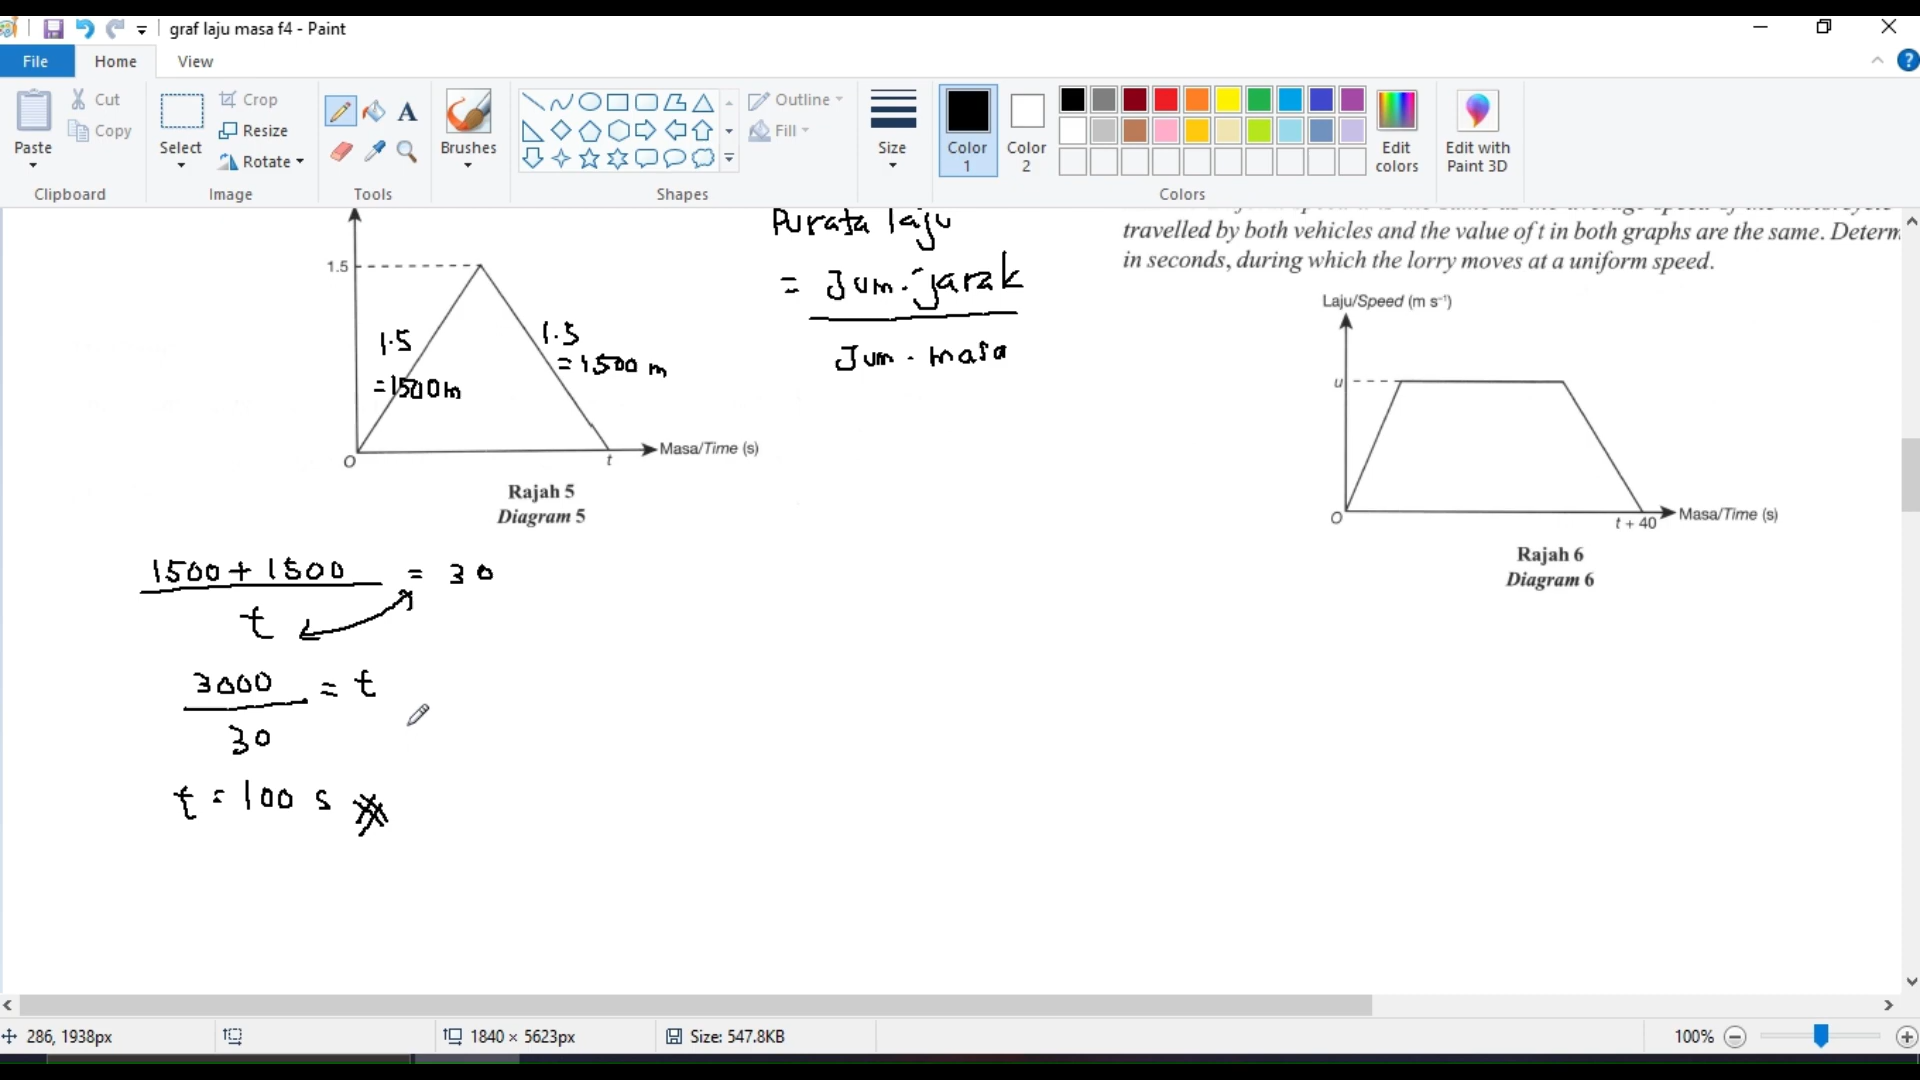 graf laju masa f4 - Paint
File
Home
View
Paste
Cut
Copy
Clipboard
Select
Crop
Resize
Rotate
Image
A
Tools
Brushes
Outline
Fill
Shapes
Size
Color 1
Color 2
Edit colors
Edit with Paint 3D
Colors
1.5
1.5
=1500m
1.5
=1500 m
O
t
Masa/Time (s)
Rajah 5
Diagram 5
Purata laju
= Jum. jarak
Jum. masa
1500 + 1500 = 30
t
3000 = t
30
t = 100 s
travelled by both vehicles and the value of t in both graphs are the same. Determ
in seconds, during which the lorry moves at a uniform speed.
Laju/Speed (m s⁻¹)
u
O
t + 40
Masa/Time (s)
Rajah 6
Diagram 6
286, 1938px
1840 × 5623px
Size: 547.8KB
100%